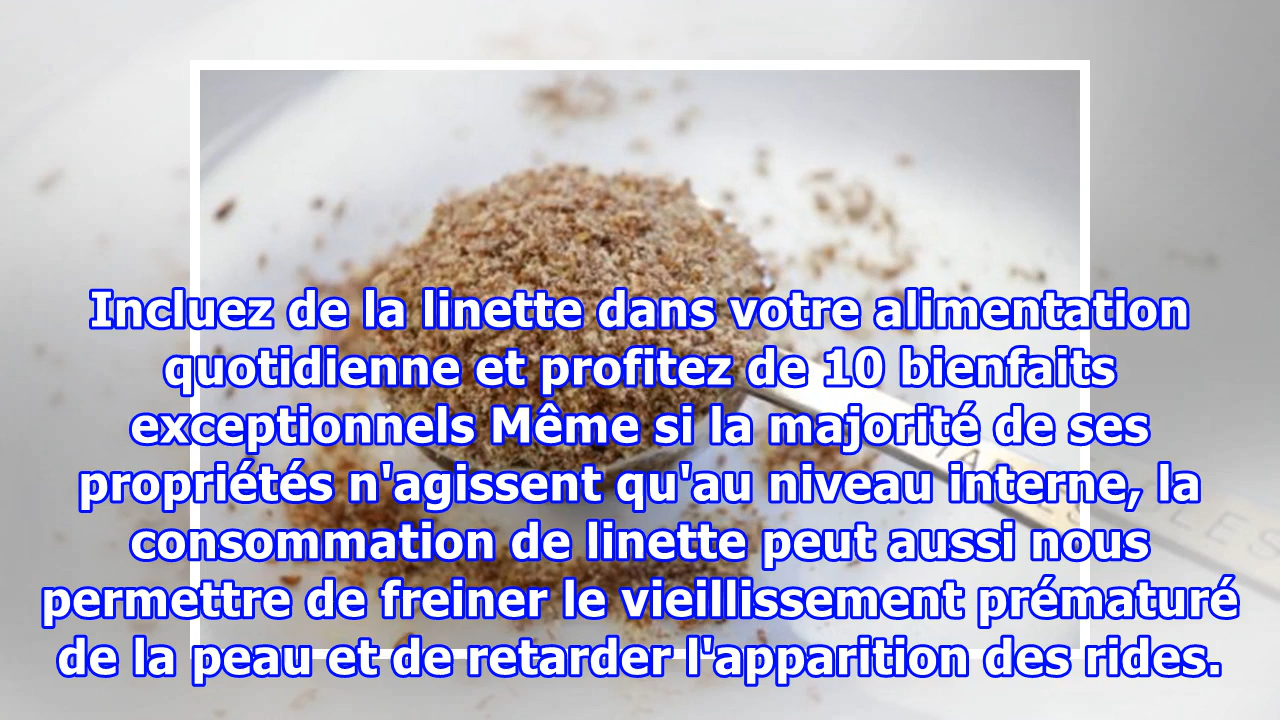 Incluez de la linette dans votre alimentation
quotidienne et profitez de 10 bienfaits
exceptionnels Même si la majorité de ses
propriétés n'agissent qu'au niveau interne, la
consommation de linette peut aussi nous
permettre de freiner le vieillissement prématuré
de la peau et de retarder l'apparition des rides.